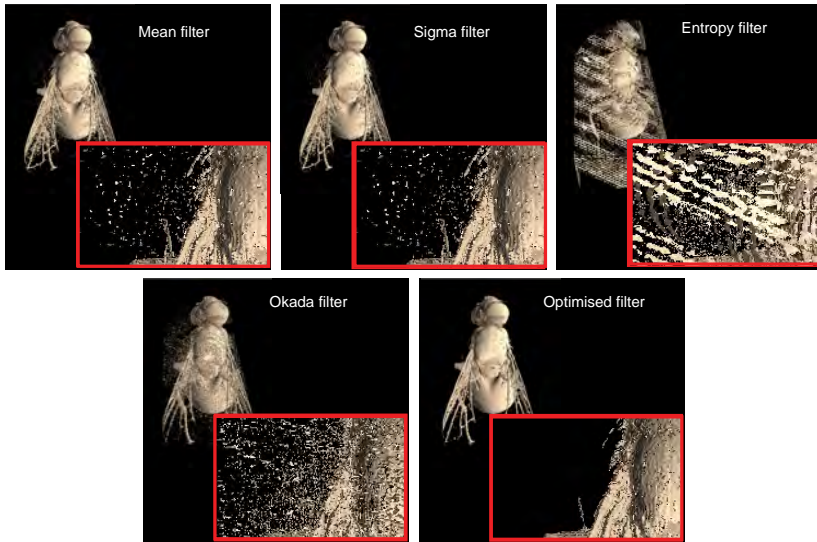 Mean filter
Sigma filter
Entropy filter
Okada filter
Optimised filter